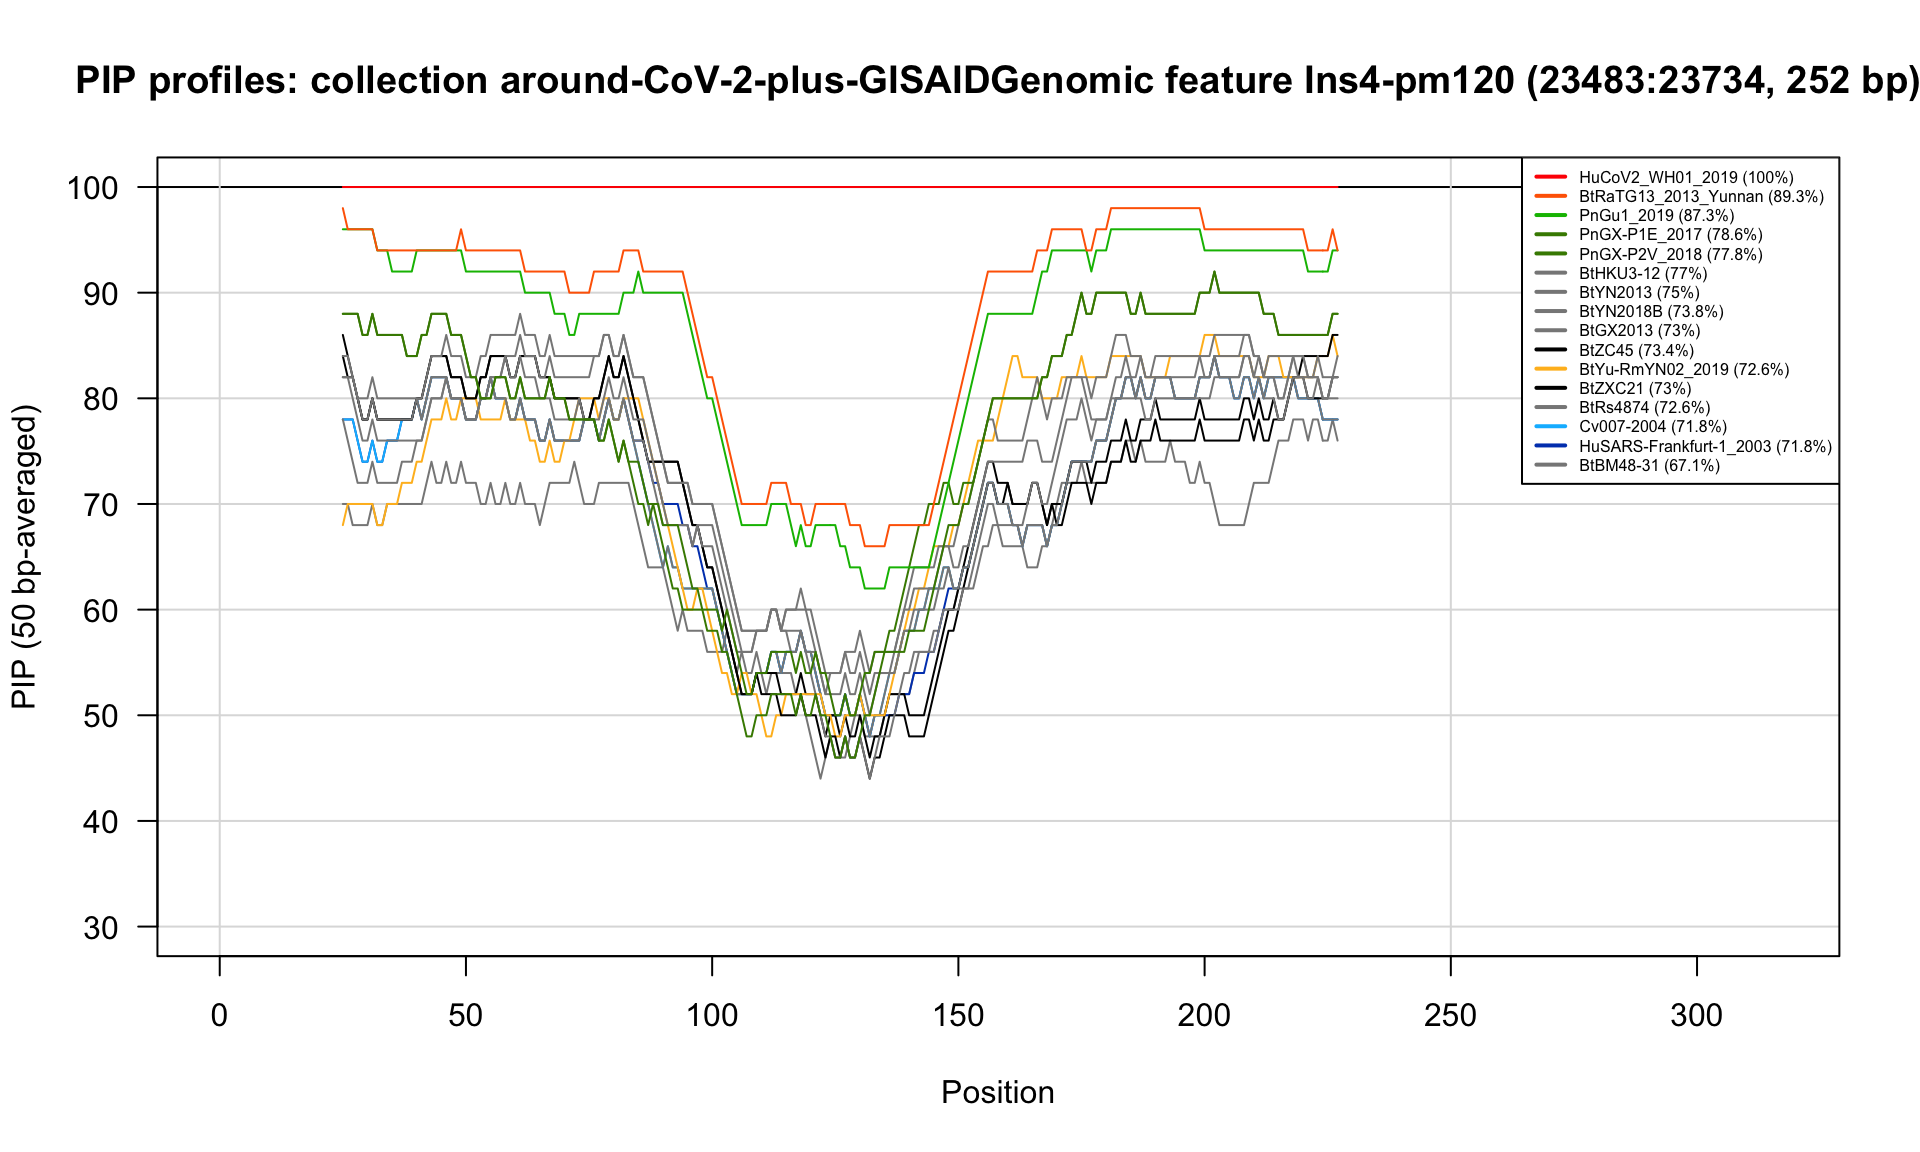 PIP profiles: collection around-CoV-2-plus-GISAIDGenomic feature Ins4-pm120 (23483:23734, 252 bp)
HuCoV2_WH01_2019 (100%)
BtRaTG13_2013_Yunnan (89.3%)
PnGu1_2019 (87.3%)
PnGX-P1E_2017 (78.6%)
PnGX-P2V_2018 (77.8%)
BtHKU3-12 (77%)
BtYN2013 (75%)
BtYN2018B (73.8%)
BtGX2013 (73%)
BtZC45 (73.4%)
BtYu-RmYN02_2019 (72.6%)
BtZXC21 (73%)
BtRs4874 (72.6%)
Cv007-2004 (71.8%)
HuSARS-Frankfurt-1_2003 (71.8%)
BtBM48-31 (67.1%)
PIP (50 bp-averaged)
100
90
80
70
60
50
40
30
0 50 100 150 200 250 300
Position